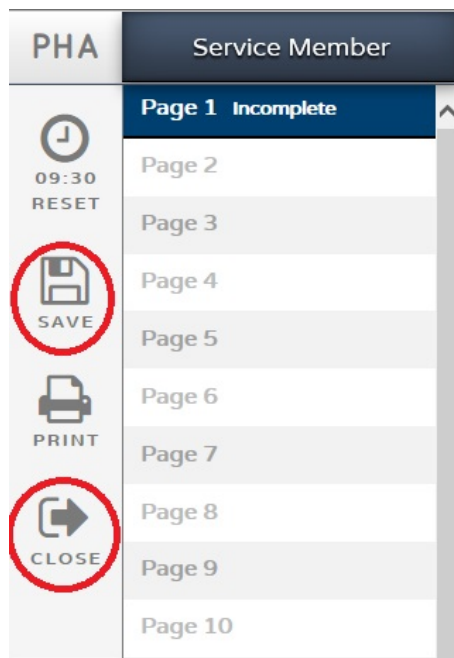 PHA
Service Member
09:30
RESET
SAVE
PRINT
CLOSE
Page 1 Incomplete
Page 2
Page 3
Page 4
Page 5
Page 6
Page 7
Page 8
Page 9
Page 10